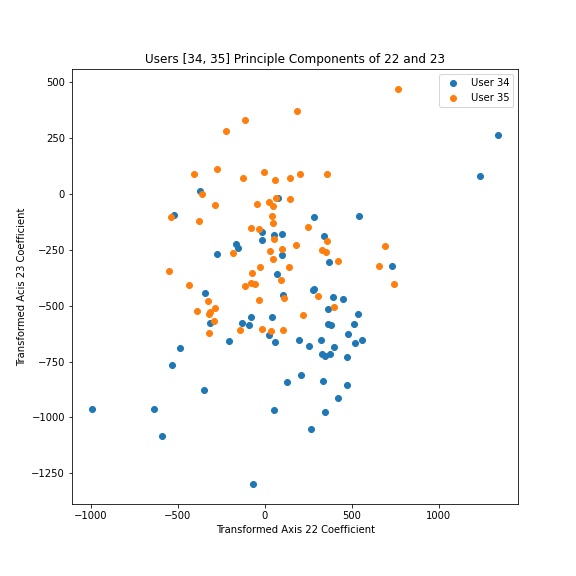 Users [34, 35] Principle Components of 22 and 23
User 34
User 35
500
250
0
−250
−500
−750
−1000
−1250
Transformed Acis 23 Coefficient
−1000 −500 0 500 1000
Transformed Axis 22 Coefficient